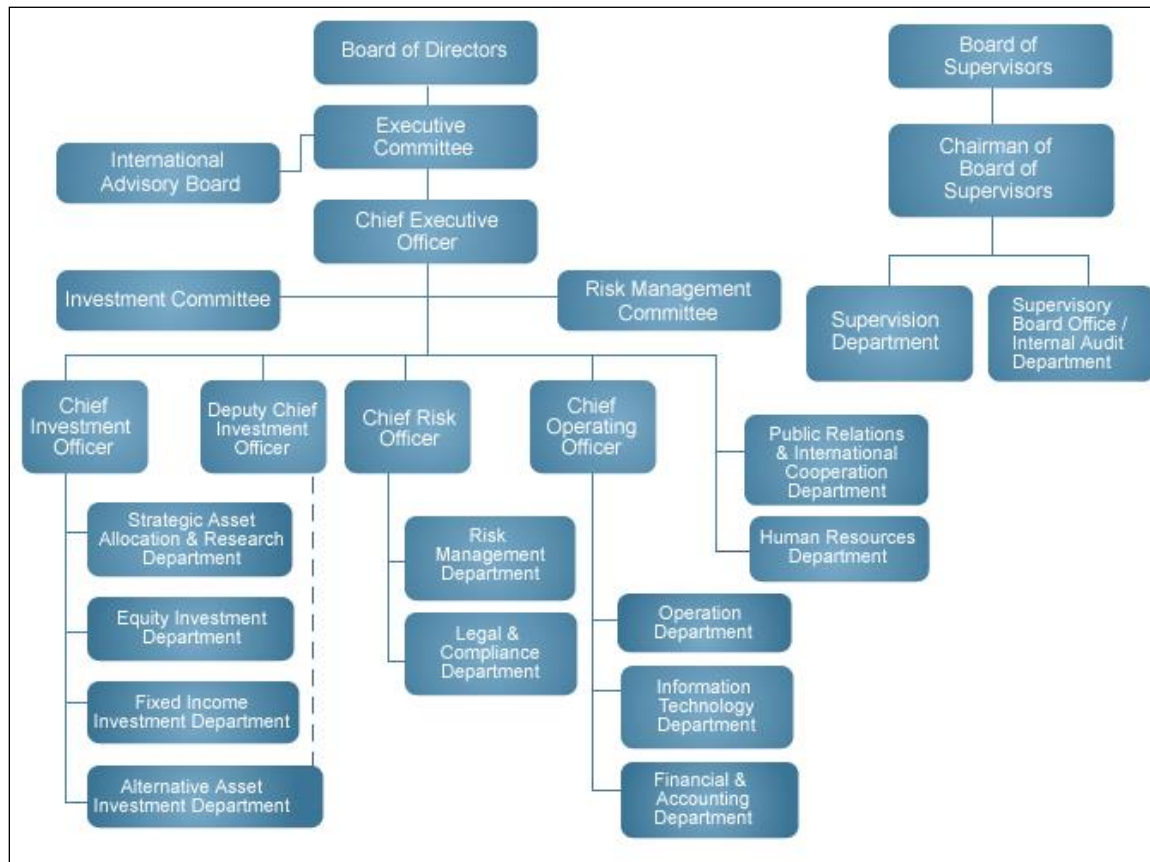 Board of Directors
Executive
Committee
International
Advisory Board
Chief Executive
Officer
Investment Committee
Risk Management
Committee
Chief
Investment
Officer
Deputy Chief
Investment
Officer
Chief Risk
Officer
Chief
Operating
Officer
Strategic Asset
Allocation & Research
Department
Equity Investment
Department
Fixed Income
Investment Department
Alternative Asset
Investment Department
Risk
Management
Department
Legal &
Compliance
Department
Operation
Department
Information
Technology
Department
Financial &
Accounting
Department
Public Relations
& International
Cooperation
Department
Human Resources
Department
Board of
Supervisors
Chairman of
Board of
Supervisors
Supervision
Department
Supervisory
Board Office /
Internal Audit
Department